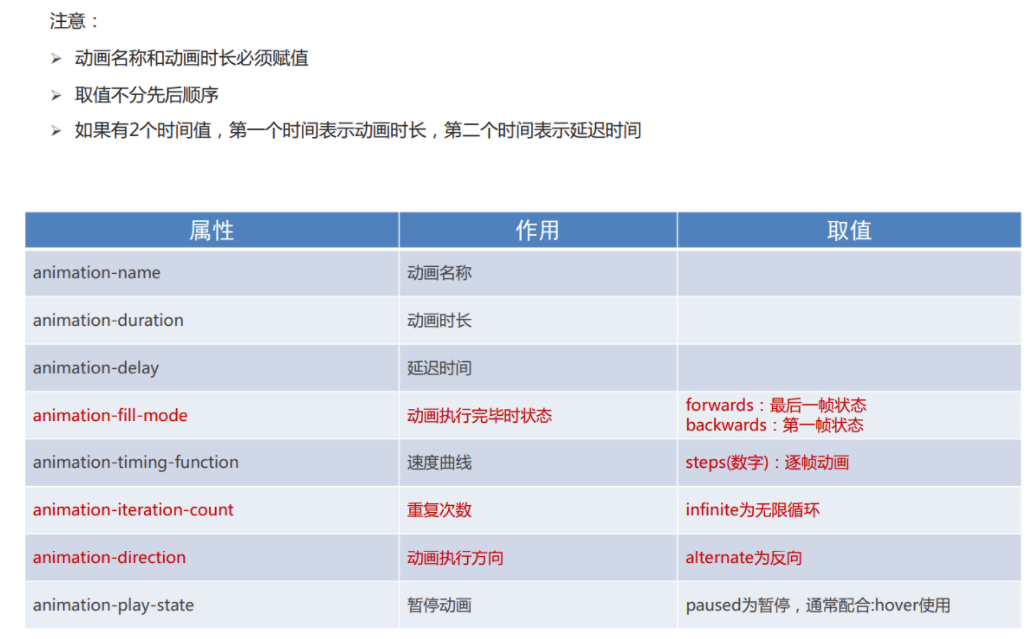 注意：
➢ 动画名称和动画时长必须赋值
➢ 取值不分先后顺序
➢ 如果有2个时间值，第一个时间表示动画时长，第二个时间表示延迟时间
属性 作用 取值
animation-name 动画名称
animation-duration 动画时长
animation-delay 延迟时间
animation-fill-mode 动画执行完毕时状态 forwards：最后一帧状态
backwards：第一帧状态
animation-timing-function 速度曲线 steps(数字)：逐帧动画
animation-iteration-count 重复次数 infinite为无限循环
animation-direction 动画执行方向 alternate为反向
animation-play-state 暂停动画 paused为暂停，通常配合:hover使用